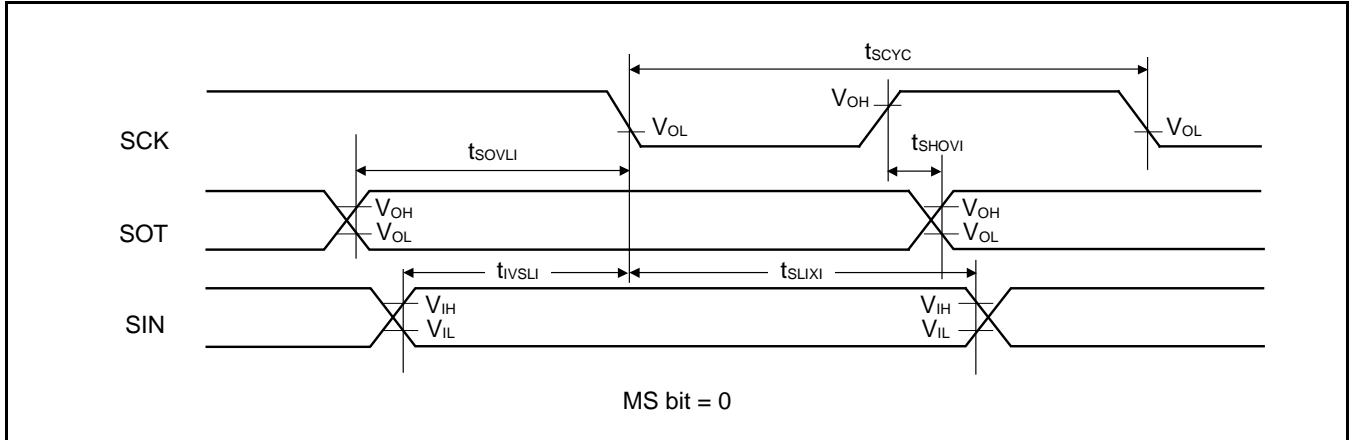 tSCYC
SCK
VOH
VOL
VOL
tSOVLI
tSHOVI
SOT
VOH
VOL
VOH
VOL
tIVSLI
tSLIXI
SIN
VIH
VIL
VIH
VIL
MS bit = 0